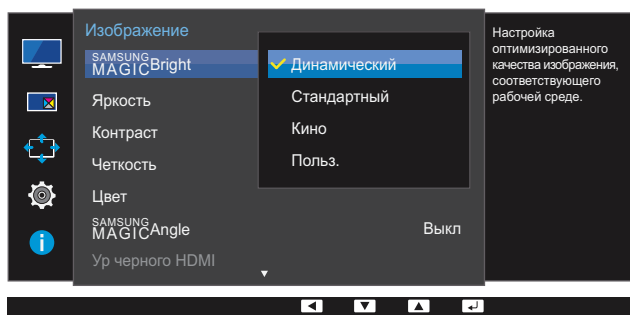 Изображение
SAMSUNG
MAGICBright
Яркость
Контраст
Четкость
Цвет
SAMSUNG
MAGICAngle
Выкл
Ур черного HDMI
Динамический
Стандартный
Кино
Польз.
Настройка
оптимизированного
качества изображения,
соответствующего
рабочей среде.